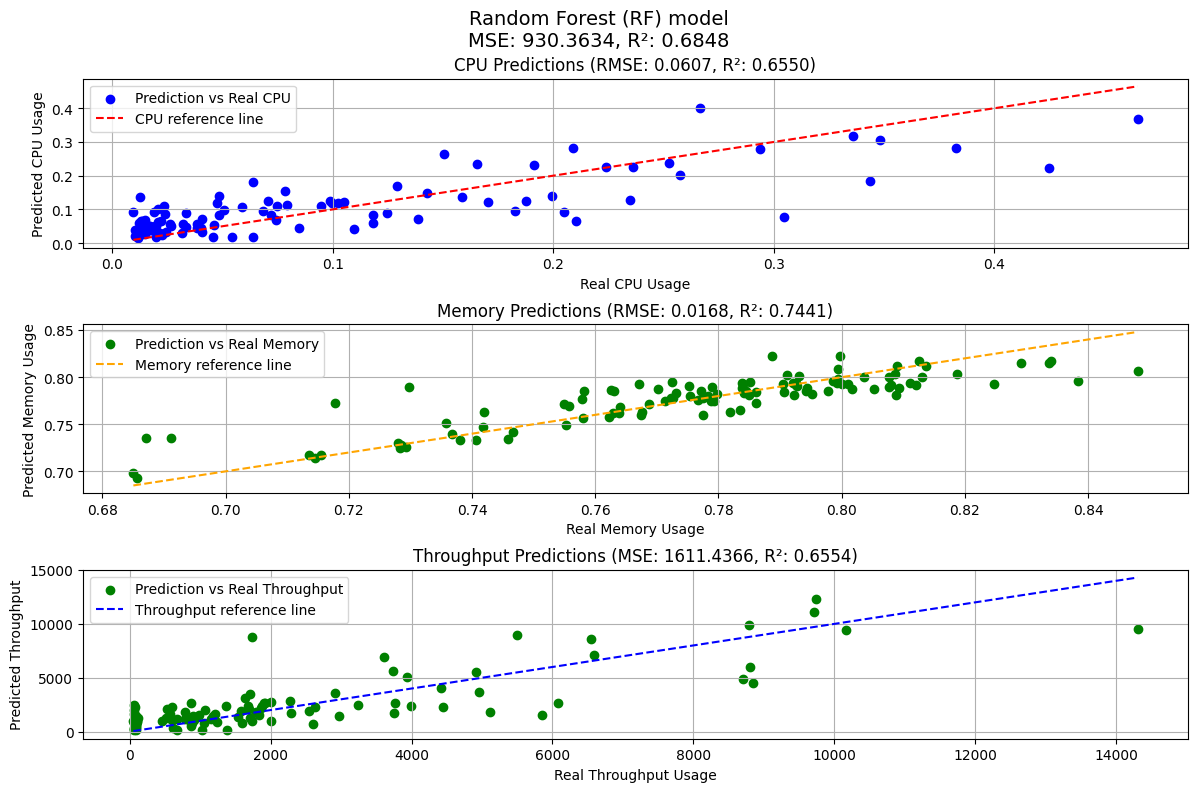 Random Forest (RF) model
MSE: 930.3634, R²: 0.6848
CPU Predictions (RMSE: 0.0607, R²: 0.6550)
Prediction vs Real CPU
CPU reference line
Predicted CPU Usage
0.4
0.3
0.2
0.1
0.0
0.0 0.1 0.2 0.3 0.4
Real CPU Usage
Memory Predictions (RMSE: 0.0168, R²: 0.7441)
Prediction vs Real Memory
Memory reference line
Predicted Memory Usage
0.85
0.80
0.75
0.70
0.68 0.70 0.72 0.74 0.76 0.78 0.80 0.82 0.84
Real Memory Usage
Throughput Predictions (MSE: 1611.4366, R²: 0.6554)
Prediction vs Real Throughput
Throughput reference line
Predicted Throughput
15000
10000
5000
0
0 2000 4000 6000 8000 10000 12000 14000
Real Throughput Usage